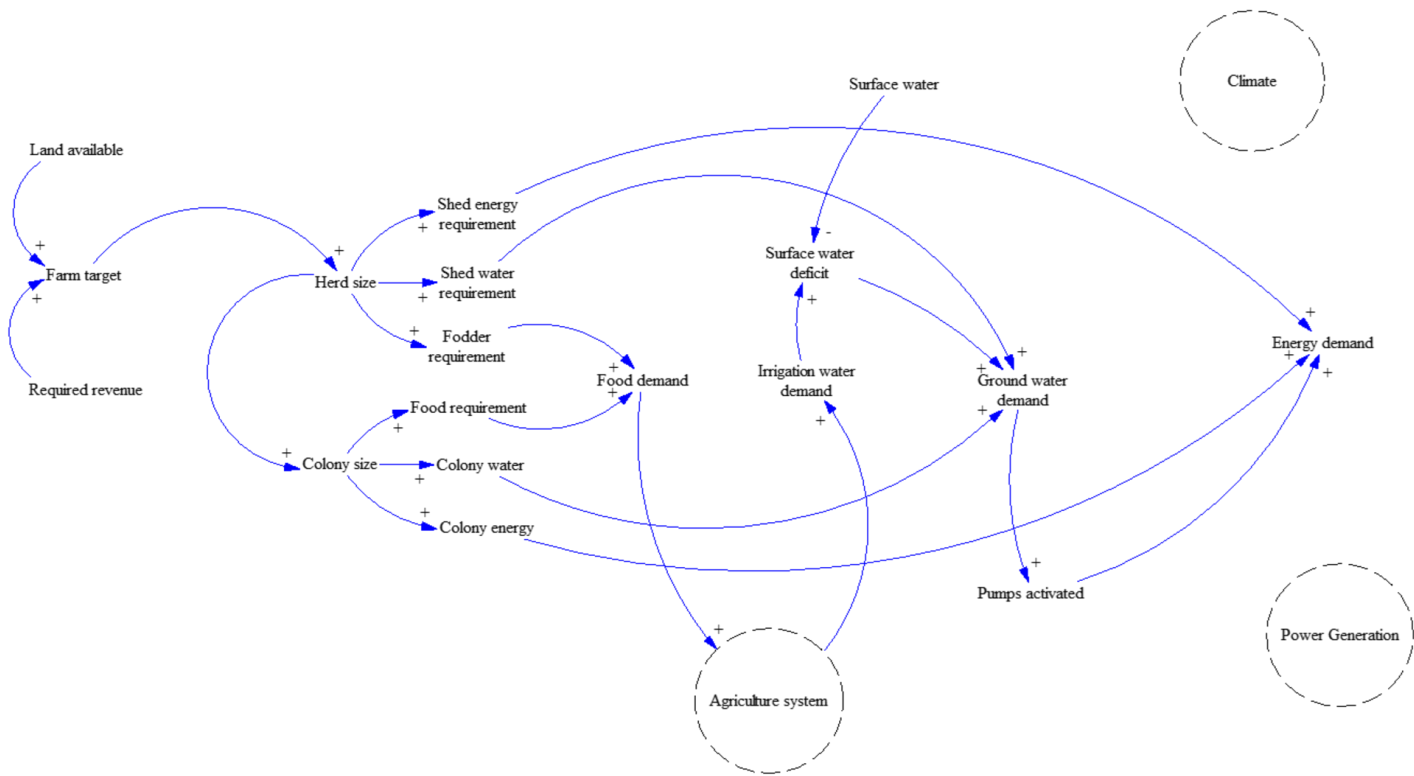 Climate
Surface water
-
Surface water
deficit
+
Land available
+
Farm target
+
Required revenue
+
Herd size
Shed energy
requirement
+
Shed water
requirement
+
+
Fodder
requirement
+
Food demand
+
Food requirement
+
+
Colony size
Colony water
+
+
Colony energy
Irrigation water
demand
+
+
+
Ground water
demand
+
+
Energy demand
+
+
+
Pumps activated
Power Generation
+
Agriculture system